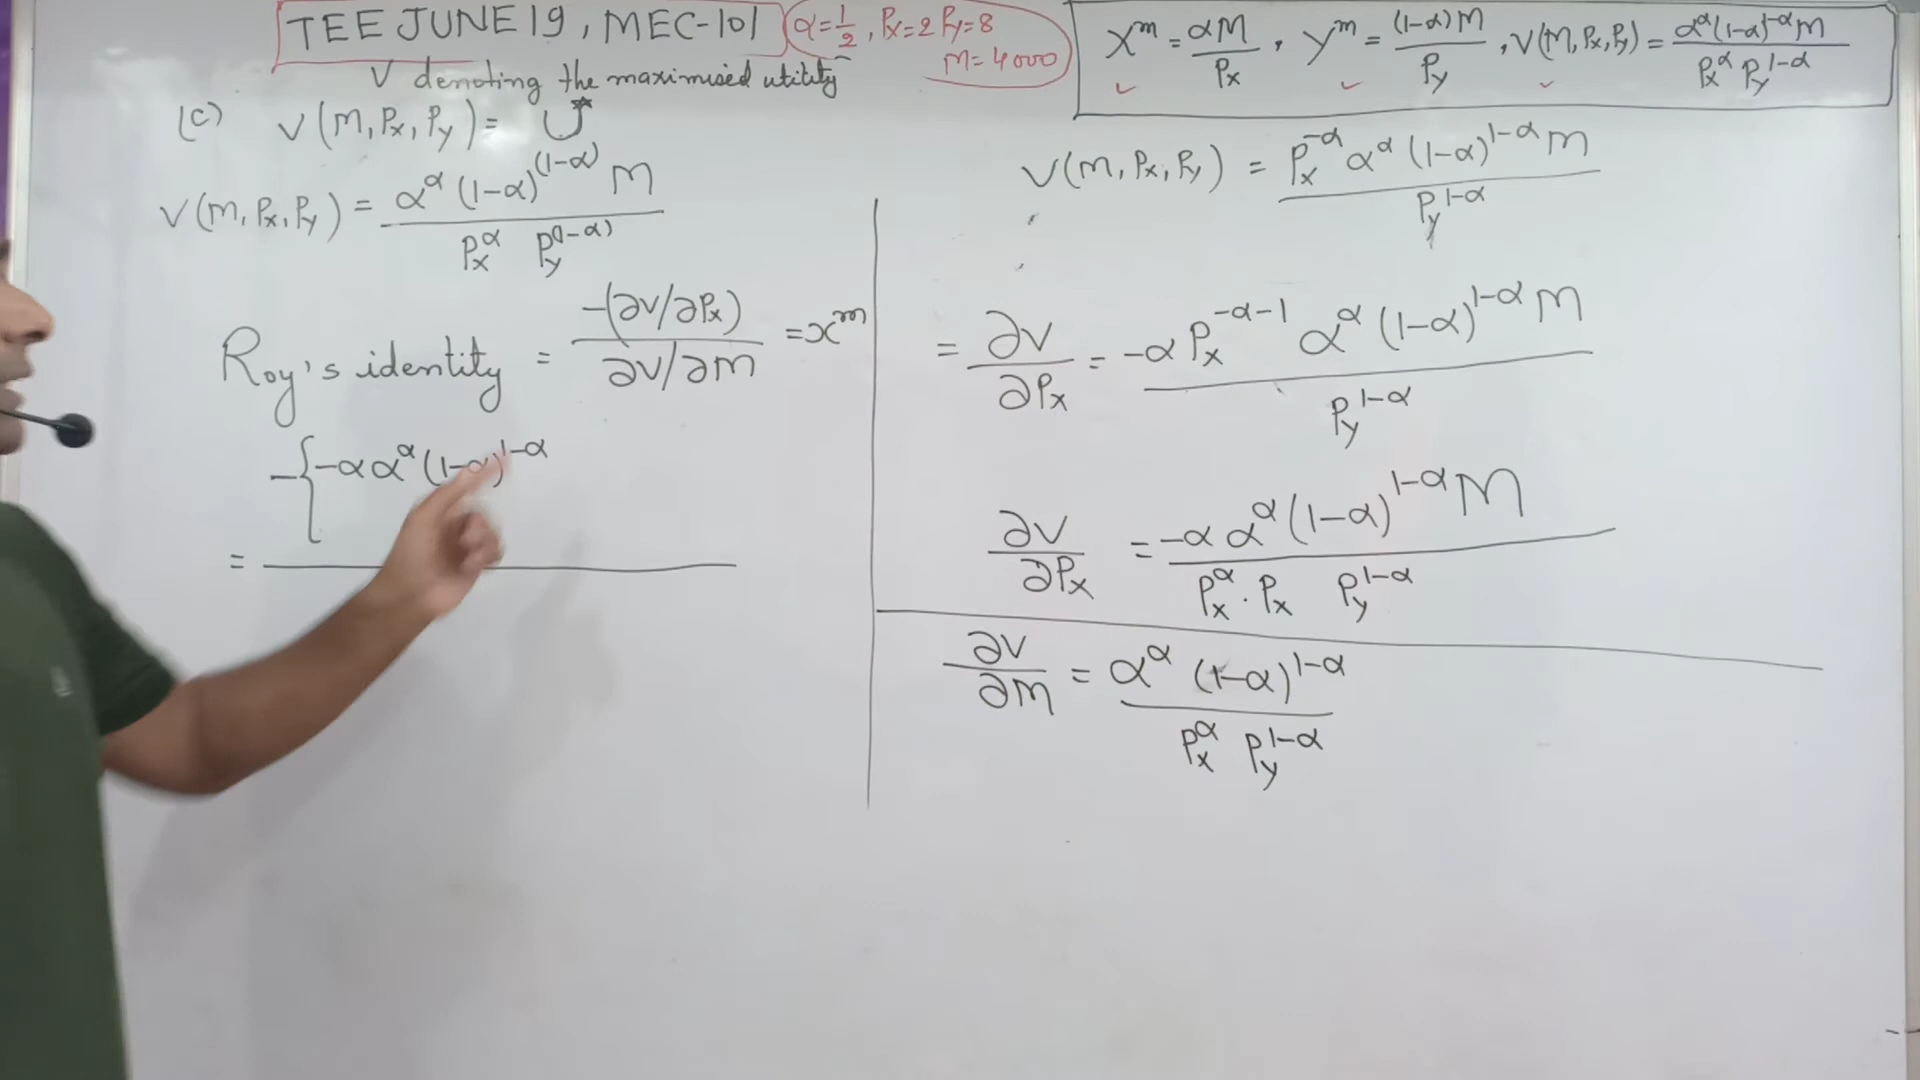 TEE JUNE 19, MEC-101
α=1/2, Px=2 Py=8
M=4000
X^m = αM/Px, Y^m = (1-α)M/Py, V(M,Px,Py) = α^α(1-α)^1-α M / Px^α Py^1-α
V denoting the maximised utility
(c) V(M,Px,Py) = U*
V(M,Px,Py) = α^α (1-α)^(1-α) M / Px^α Py^(1-α)
Roy's identity = -(∂V/∂Px) / ∂V/∂M = x^m
= -{-α α^α (1-α)^1-α
V(M,Px,Py) = Px^-α α^α (1-α)^1-α M / Py^1-α
= ∂V/∂Px = -α Px^-α-1 α^α (1-α)^1-α M / Py^1-α
∂V/∂Px = -α α^α (1-α)^1-α M / Px^α . Px Py^1-α
∂V/∂M = α^α (1-α)^1-α / Px^α Py^1-α